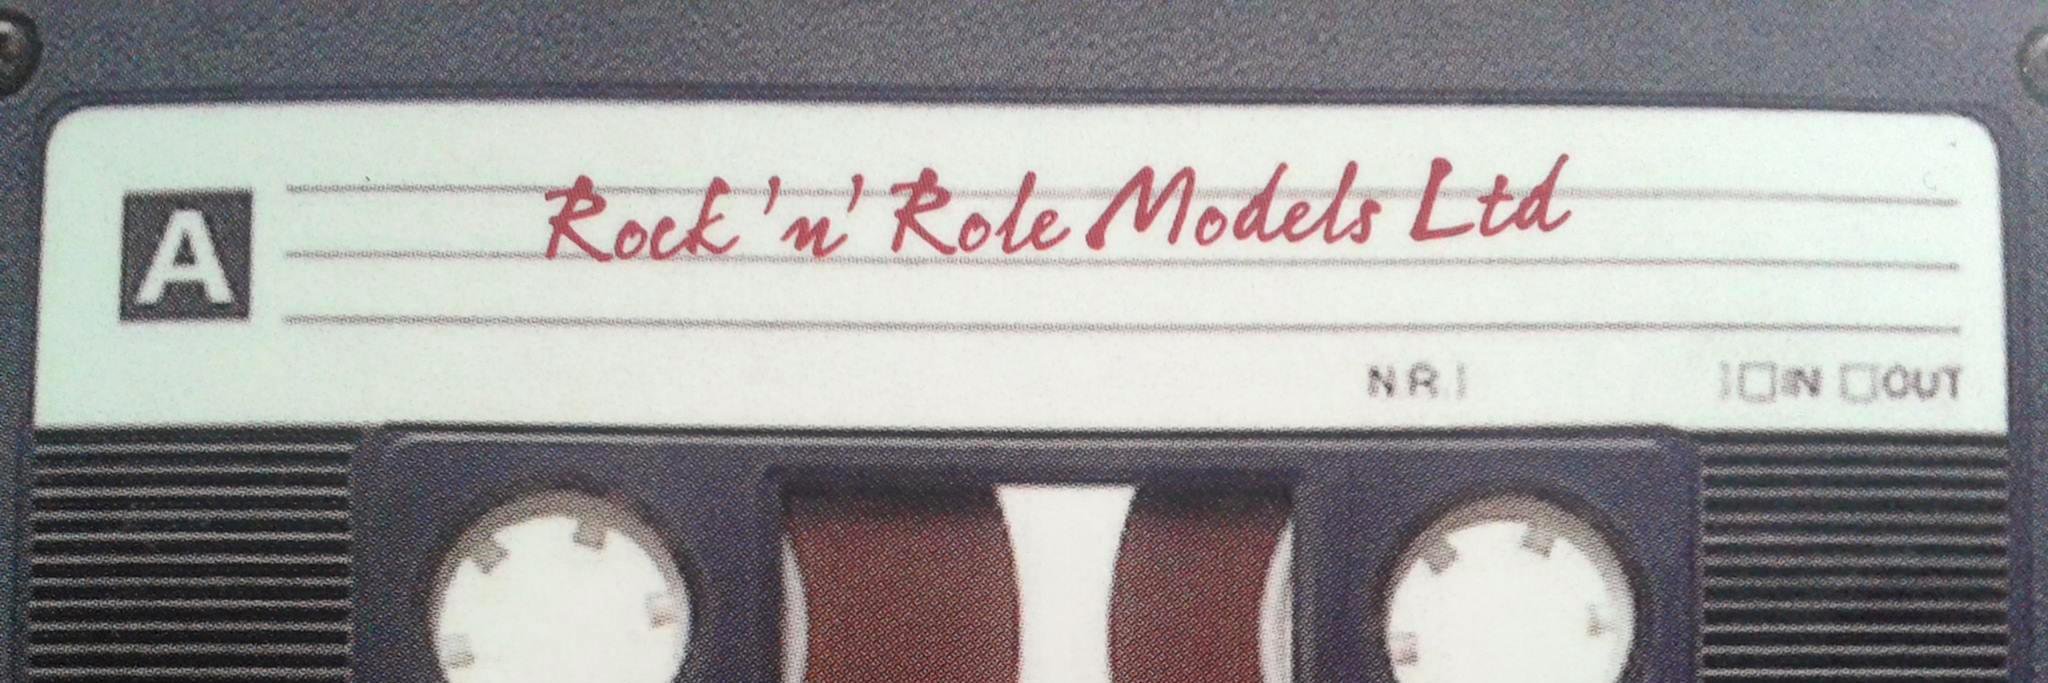 Rock 'n' Role Models Ltd
A
N.R.
IN OUT